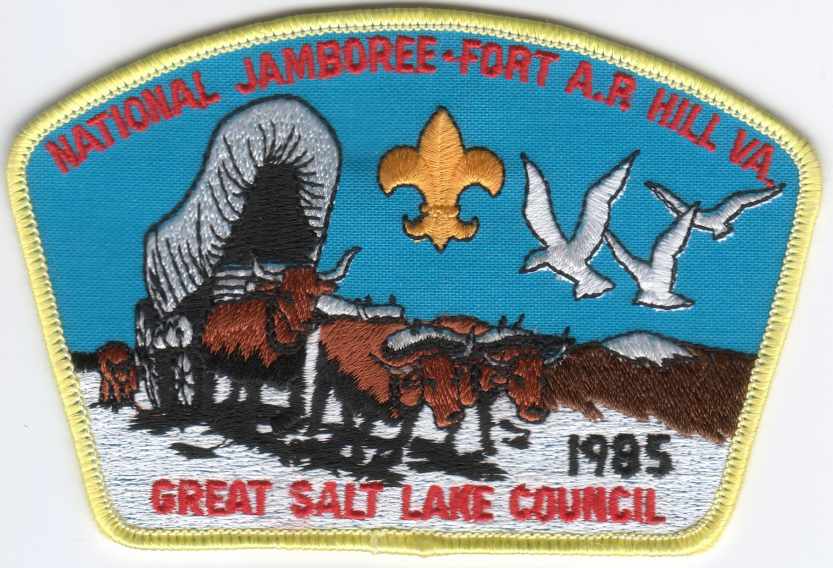 NATIONAL JAMBOREE • FORT A.P. HILL VA.
1985
GREAT SALT LAKE COUNCIL